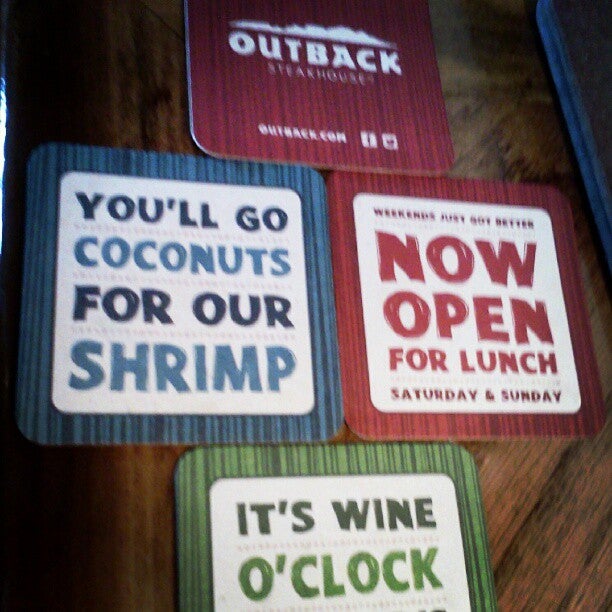 OUTBACK
STEAKHOUSE
OUTBACK.COM
YOU'LL GO
COCONUTS
FOR OUR
SHRIMP
WEEKENDS JUST GOT BETTER
NOW
OPEN
FOR LUNCH
SATURDAY & SUNDAY
IT'S WINE
O'CLOCK